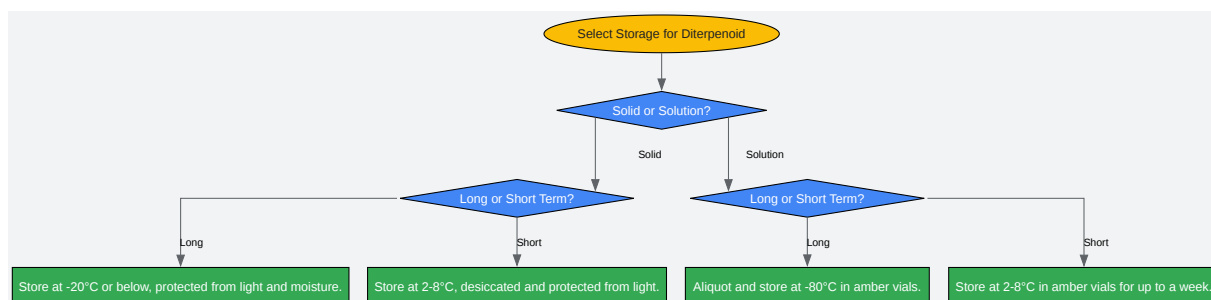 Select Storage for Diterpenoid
Solid or Solution?
Solid
Solution
Long or Short Term?
Long or Short Term?
Long
Short
Long
Short
Store at -20°C or below, protected from light and moisture.
Store at 2-8°C, desiccated and protected from light.
Aliquot and store at -80°C in amber vials.
Store at 2-8°C in amber vials for up to a week.